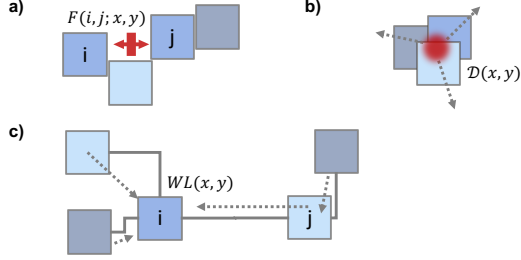 a)
F(i,j;x,y)
i
j
b)
𝒟(x,y)
c)
WL(x,y)
i
j